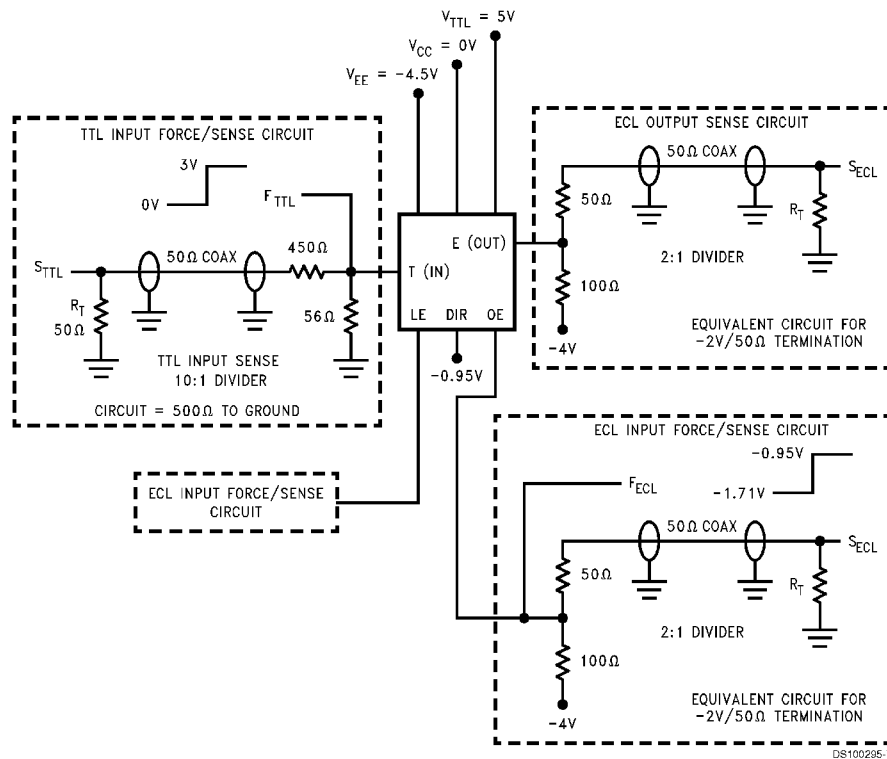 V_TTL = 5V
V_CC = 0V
V_EE = −4.5V
TTL INPUT FORCE/SENSE CIRCUIT
3V
0V
F_TTL
S_TTL
50Ω COAX
450Ω
R_T
50Ω
56Ω
TTL INPUT SENSE
10:1 DIVIDER
CIRCUIT = 500Ω TO GROUND
E (OUT)
T (IN)
LE DIR OE
−0.95V
ECL OUTPUT SENSE CIRCUIT
50Ω COAX
S_ECL
50Ω
R_T
2:1 DIVIDER
100Ω
−4V
EQUIVALENT CIRCUIT FOR
−2V/50Ω TERMINATION
ECL INPUT FORCE/SENSE
CIRCUIT
ECL INPUT FORCE/SENSE CIRCUIT
−0.95V
F_ECL
−1.71V
50Ω COAX
S_ECL
50Ω
R_T
2:1 DIVIDER
100Ω
−4V
EQUIVALENT CIRCUIT FOR
−2V/50Ω TERMINATION